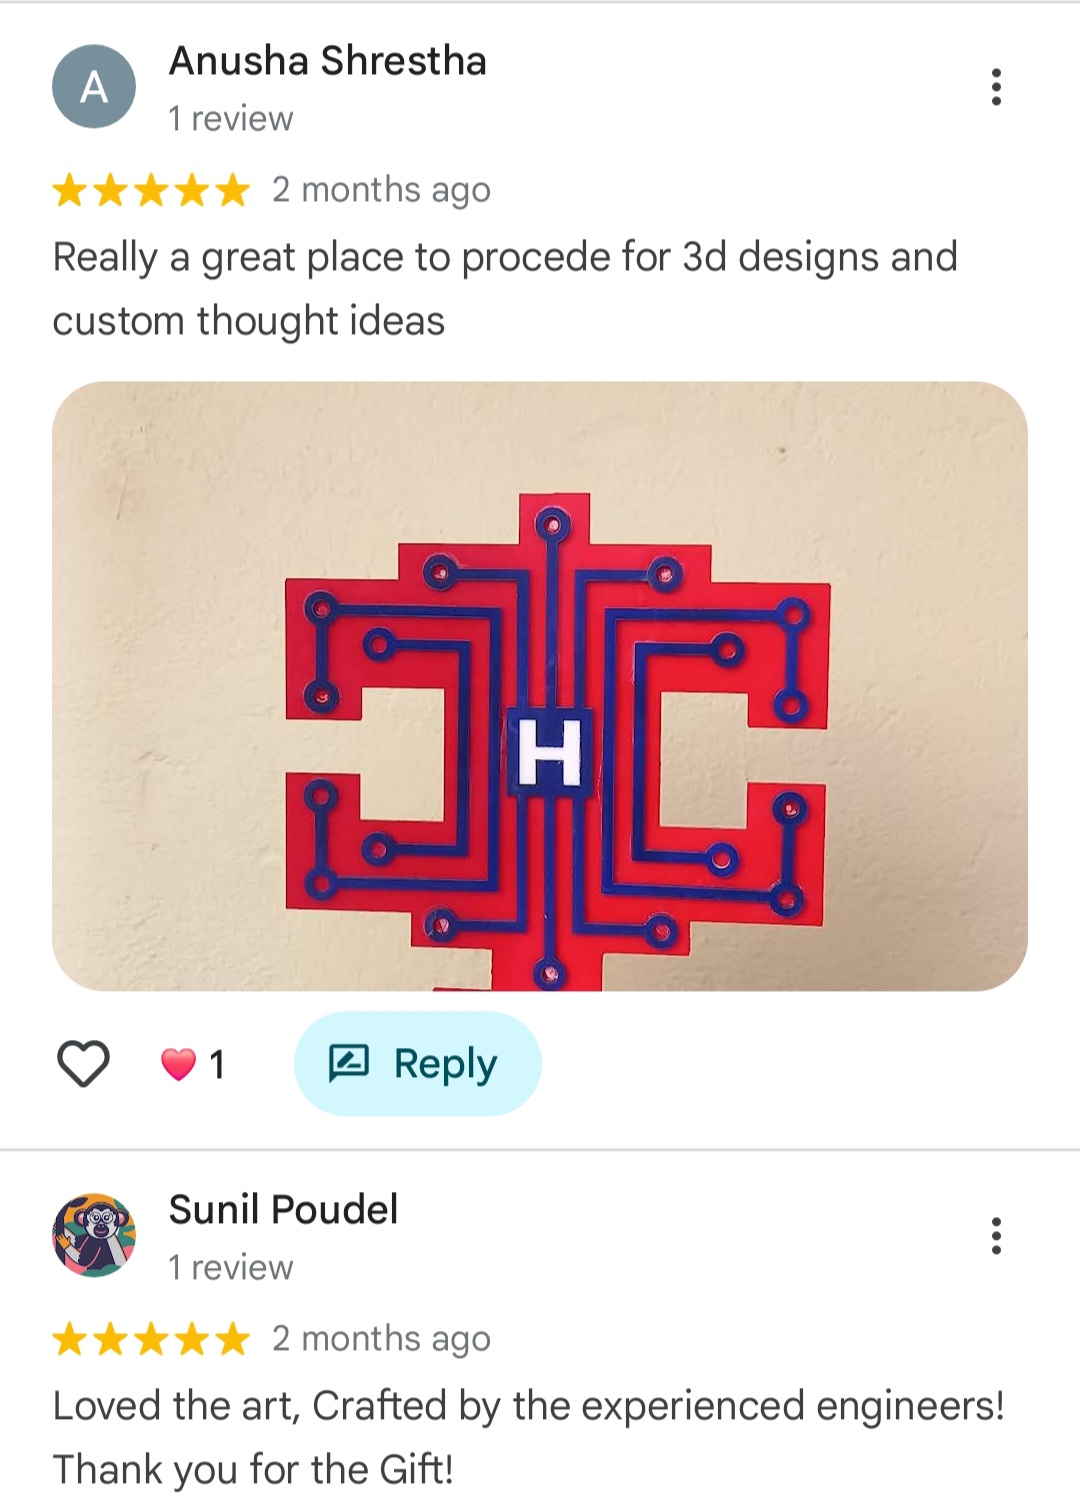 A
Anusha Shrestha
1 review
2 months ago
Really a great place to procede for 3d designs and
custom thought ideas
H
1
Reply
Sunil Poudel
1 review
2 months ago
Loved the art, Crafted by the experienced engineers!
Thank you for the Gift!